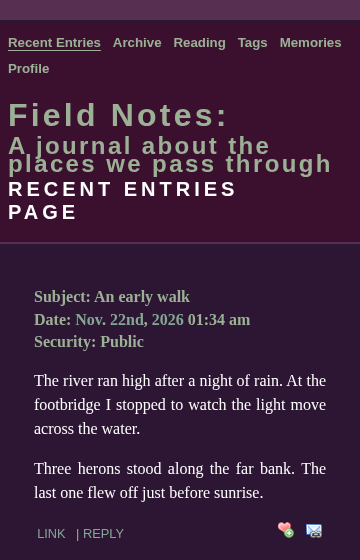 Recent Entries Archive Reading Tags Memories
Profile
Field Notes:
A journal about the
places we pass through
RECENT ENTRIES
PAGE
Subject: An early walk
Date: Nov. 22nd, 2026 01:34 am
Security: Public
The river ran high after a night of rain. At the
footbridge I stopped to watch the light move
across the water.
Three herons stood along the far bank. The
last one flew off just before sunrise.
LINK | REPLY